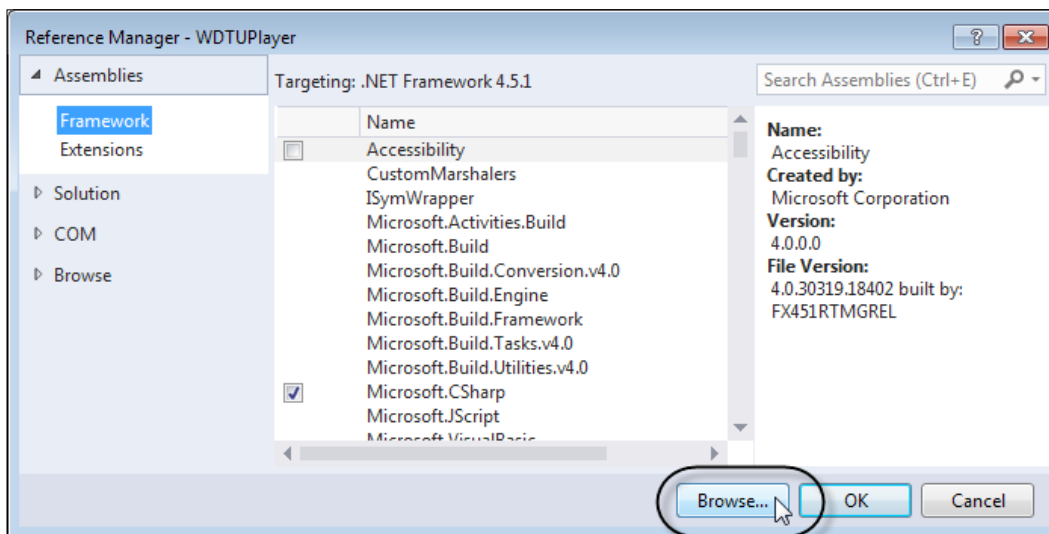 Reference Manager - WDTUPlayer
Assemblies
Framework
Extensions
Solution
COM
Browse
Targeting: .NET Framework 4.5.1
Search Assemblies (Ctrl+E)
Name
Accessibility
CustomMarshalers
ISymWrapper
Microsoft.Activities.Build
Microsoft.Build
Microsoft.Build.Conversion.v4.0
Microsoft.Build.Engine
Microsoft.Build.Framework
Microsoft.Build.Tasks.v4.0
Microsoft.Build.Utilities.v4.0
Microsoft.CSharp
Microsoft.JScript
Microsoft.VisualBasic
Name:
Accessibility
Created by:
Microsoft Corporation
Version:
4.0.0.0
File Version:
4.0.30319.18402 built by:
FX451RTMGREL
Browse...
OK
Cancel